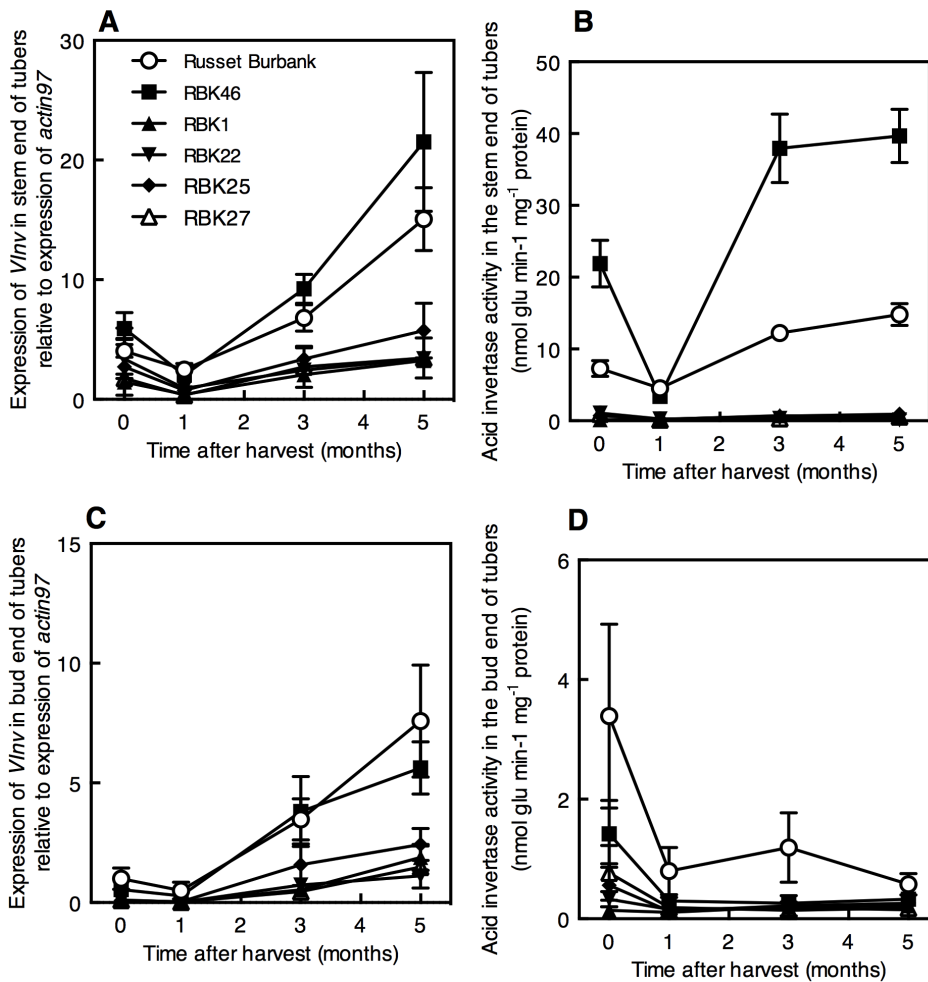 A
Expression of VInv in stem end of tubers
relative to expression of actin97
30
20
10
0
Russet Burbank
RBK46
RBK1
RBK22
RBK25
RBK27
0 1 2 3 4 5
Time after harvest (months)
B
Acid invertase activity in the stem end of tubers
(nmol glu min-1 mg-1 protein)
50
40
30
20
10
0
0 1 2 3 4 5
Time after harvest (months)
C
Expression of VInv in bud end of tubers
relative to expression of actin97
15
10
5
0
0 1 2 3 4 5
Time after harvest (months)
D
Acid invertase activity in the bud end of tubers
(nmol glu min-1 mg-1 protein)
6
4
2
0
0 1 2 3 4 5
Time after harvest (months)